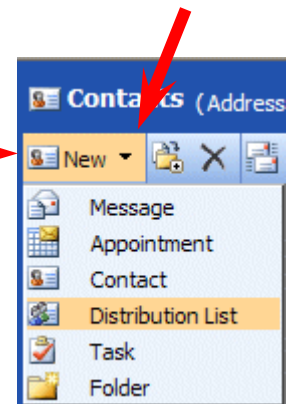 Contacts (Address
New
Message
Appointment
Contact
Distribution List
Task
Folder